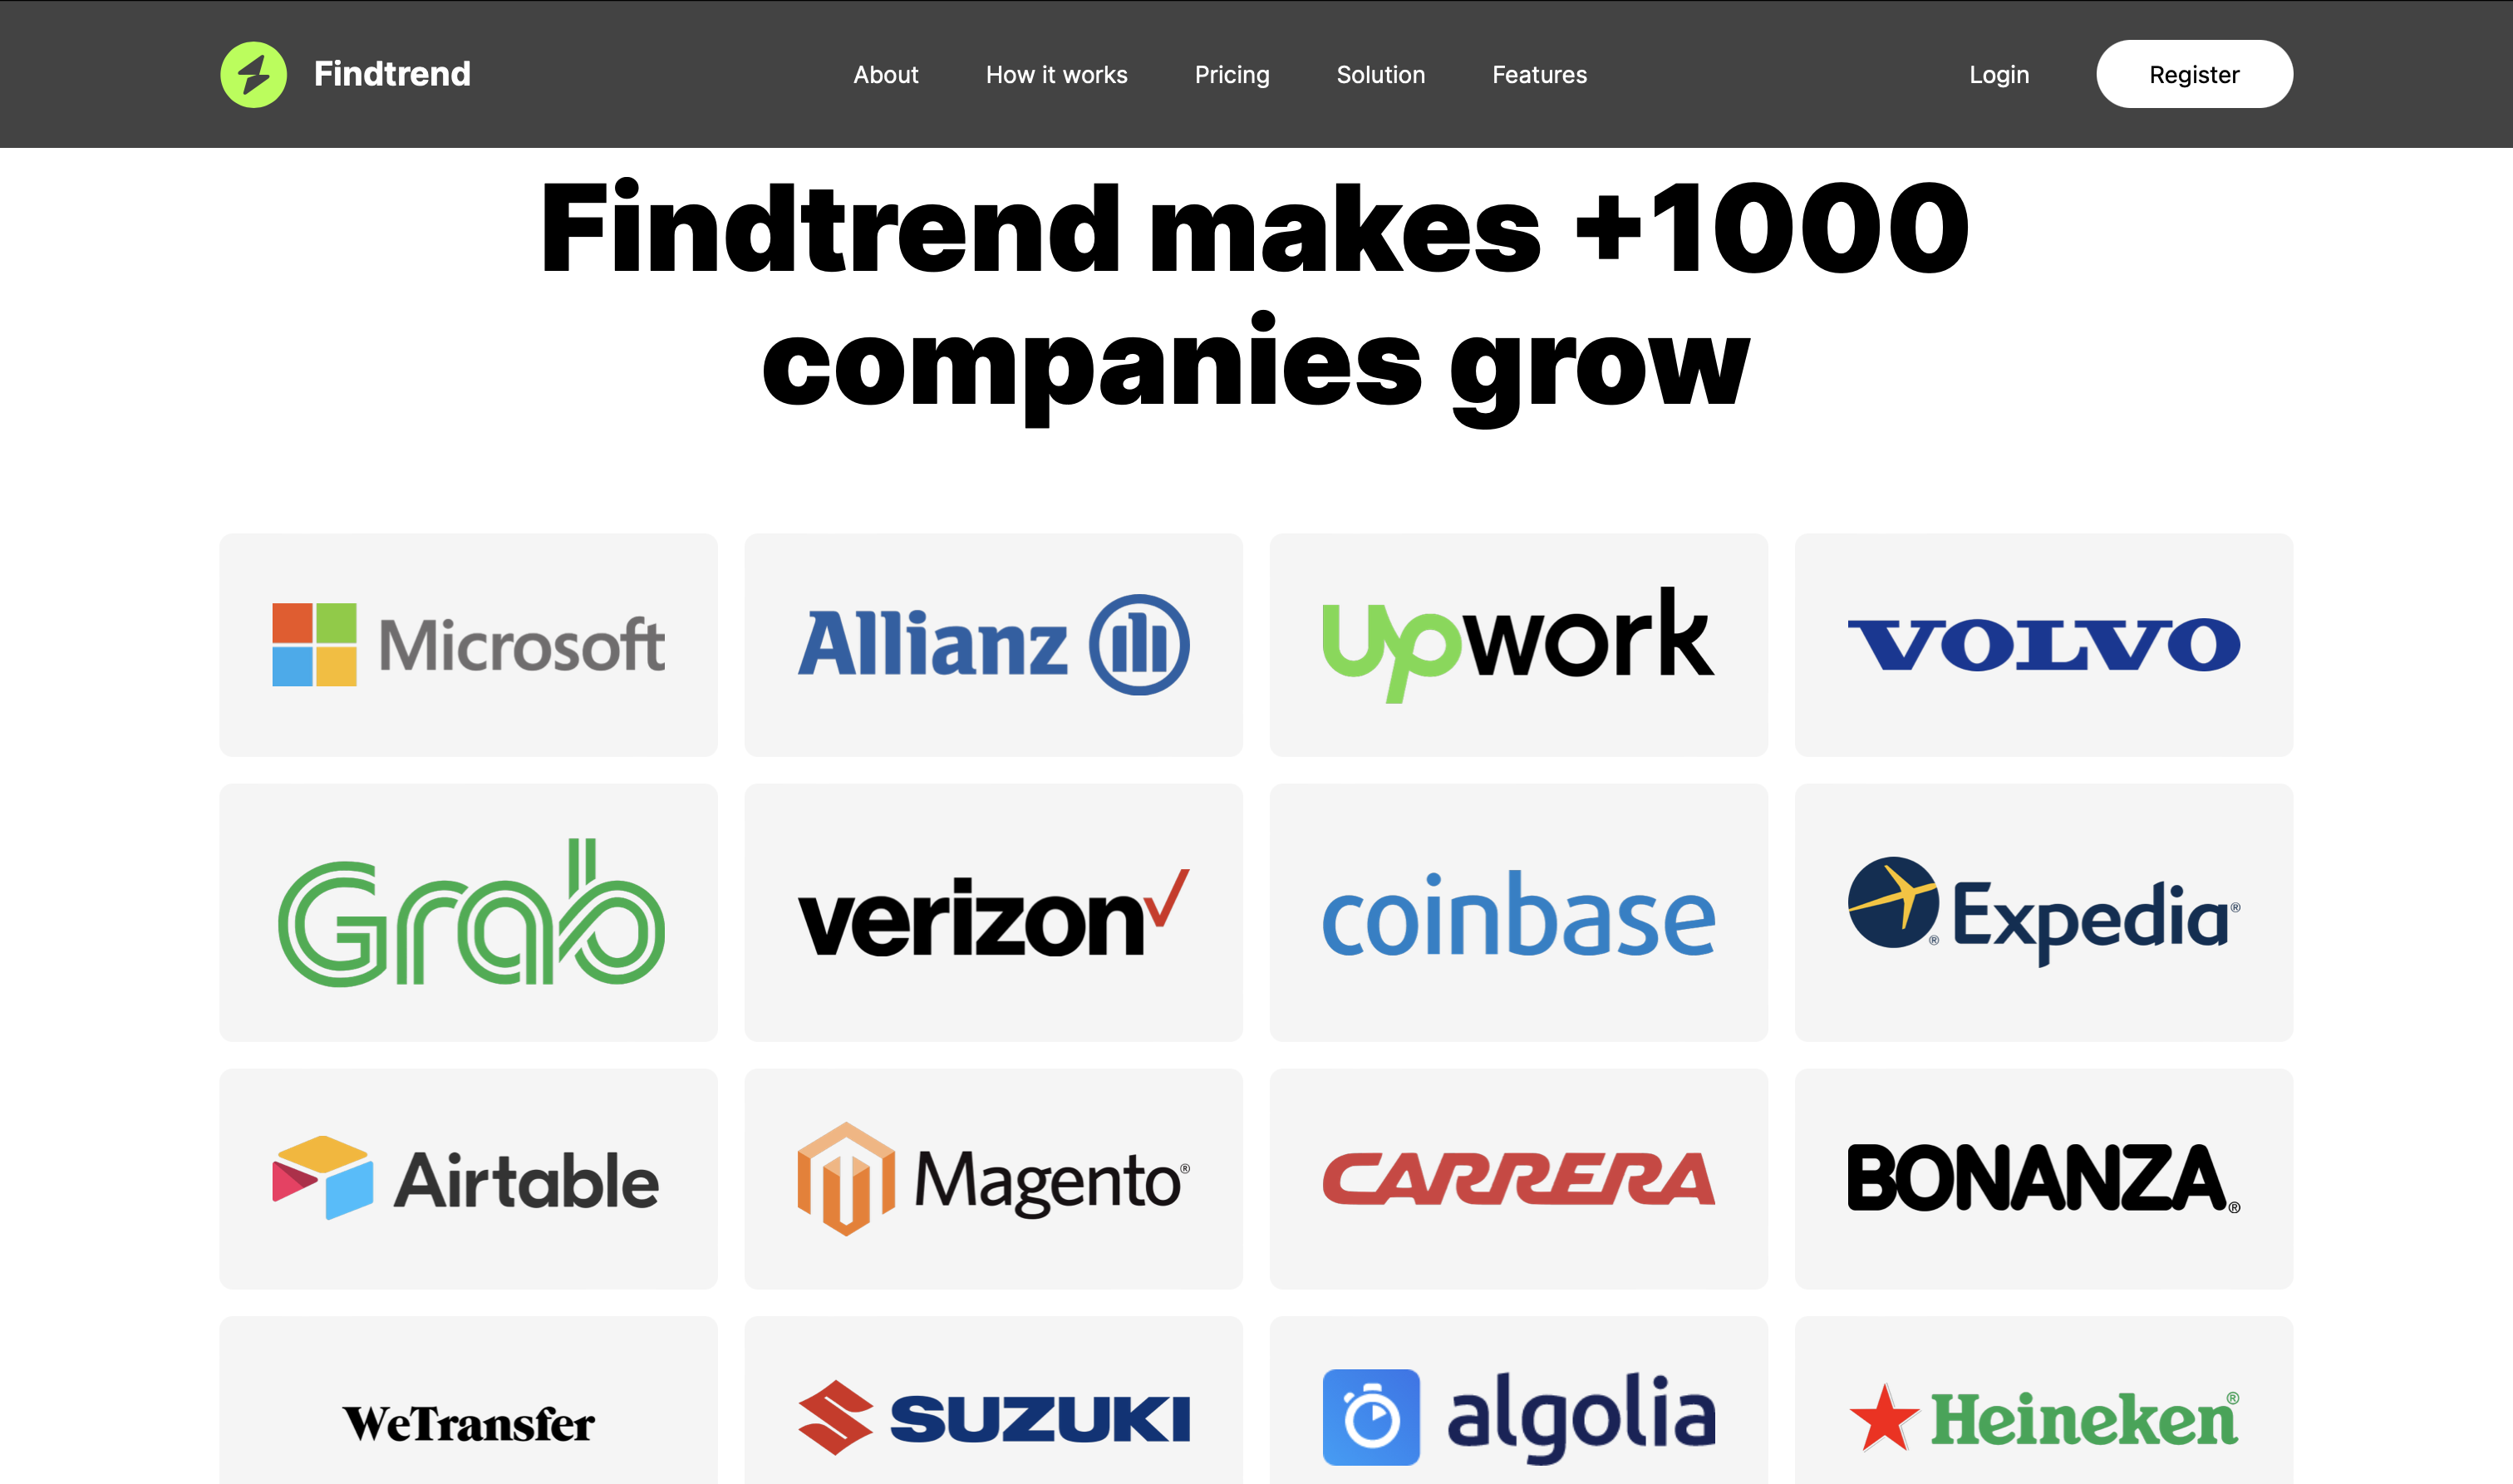 Findtrend
About How it works Pricing Solution Features
Login Register
Findtrend makes +1000
companies grow
Microsoft
Allianz
upwork
VOLVO
Grab
verizon
coinbase
Expedia®
Airtable
Magento®
CARRERA
BONANZA®
WeTransfer
SUZUKI
algolia
Heineken®